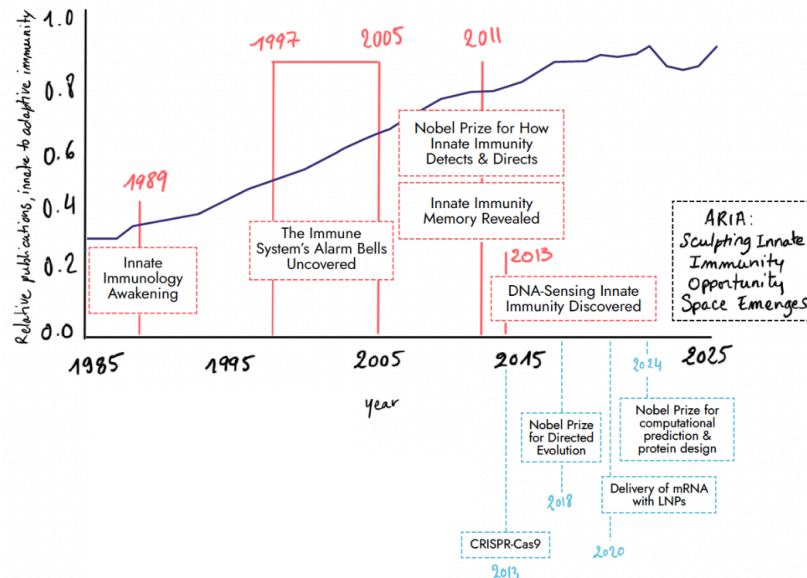 1.0
0.8
0.6
0.4
0.2
0.0
Relative publications, innate to adaptive immunity
1997
2005
2011
1989
Nobel Prize for How
Innate Immunity
Detects & Directs
Innate Immunity
Memory Revealed
The Immune
System's Alarm Bells
Uncovered
Innate
Immunology
Awakening
2013
DNA-Sensing Innate
Immunity Discovered
ARIA:
Sculpting Innate
Immunity
Opportunity
Space Emerges
1985
1995
2005
2015
2025
year
2024
Nobel Prize for
computational
prediction &
protein design
Nobel Prize
for Directed
Evolution
2018
Delivery of mRNA
with LNPs
2020
CRISPR-Cas9
2013